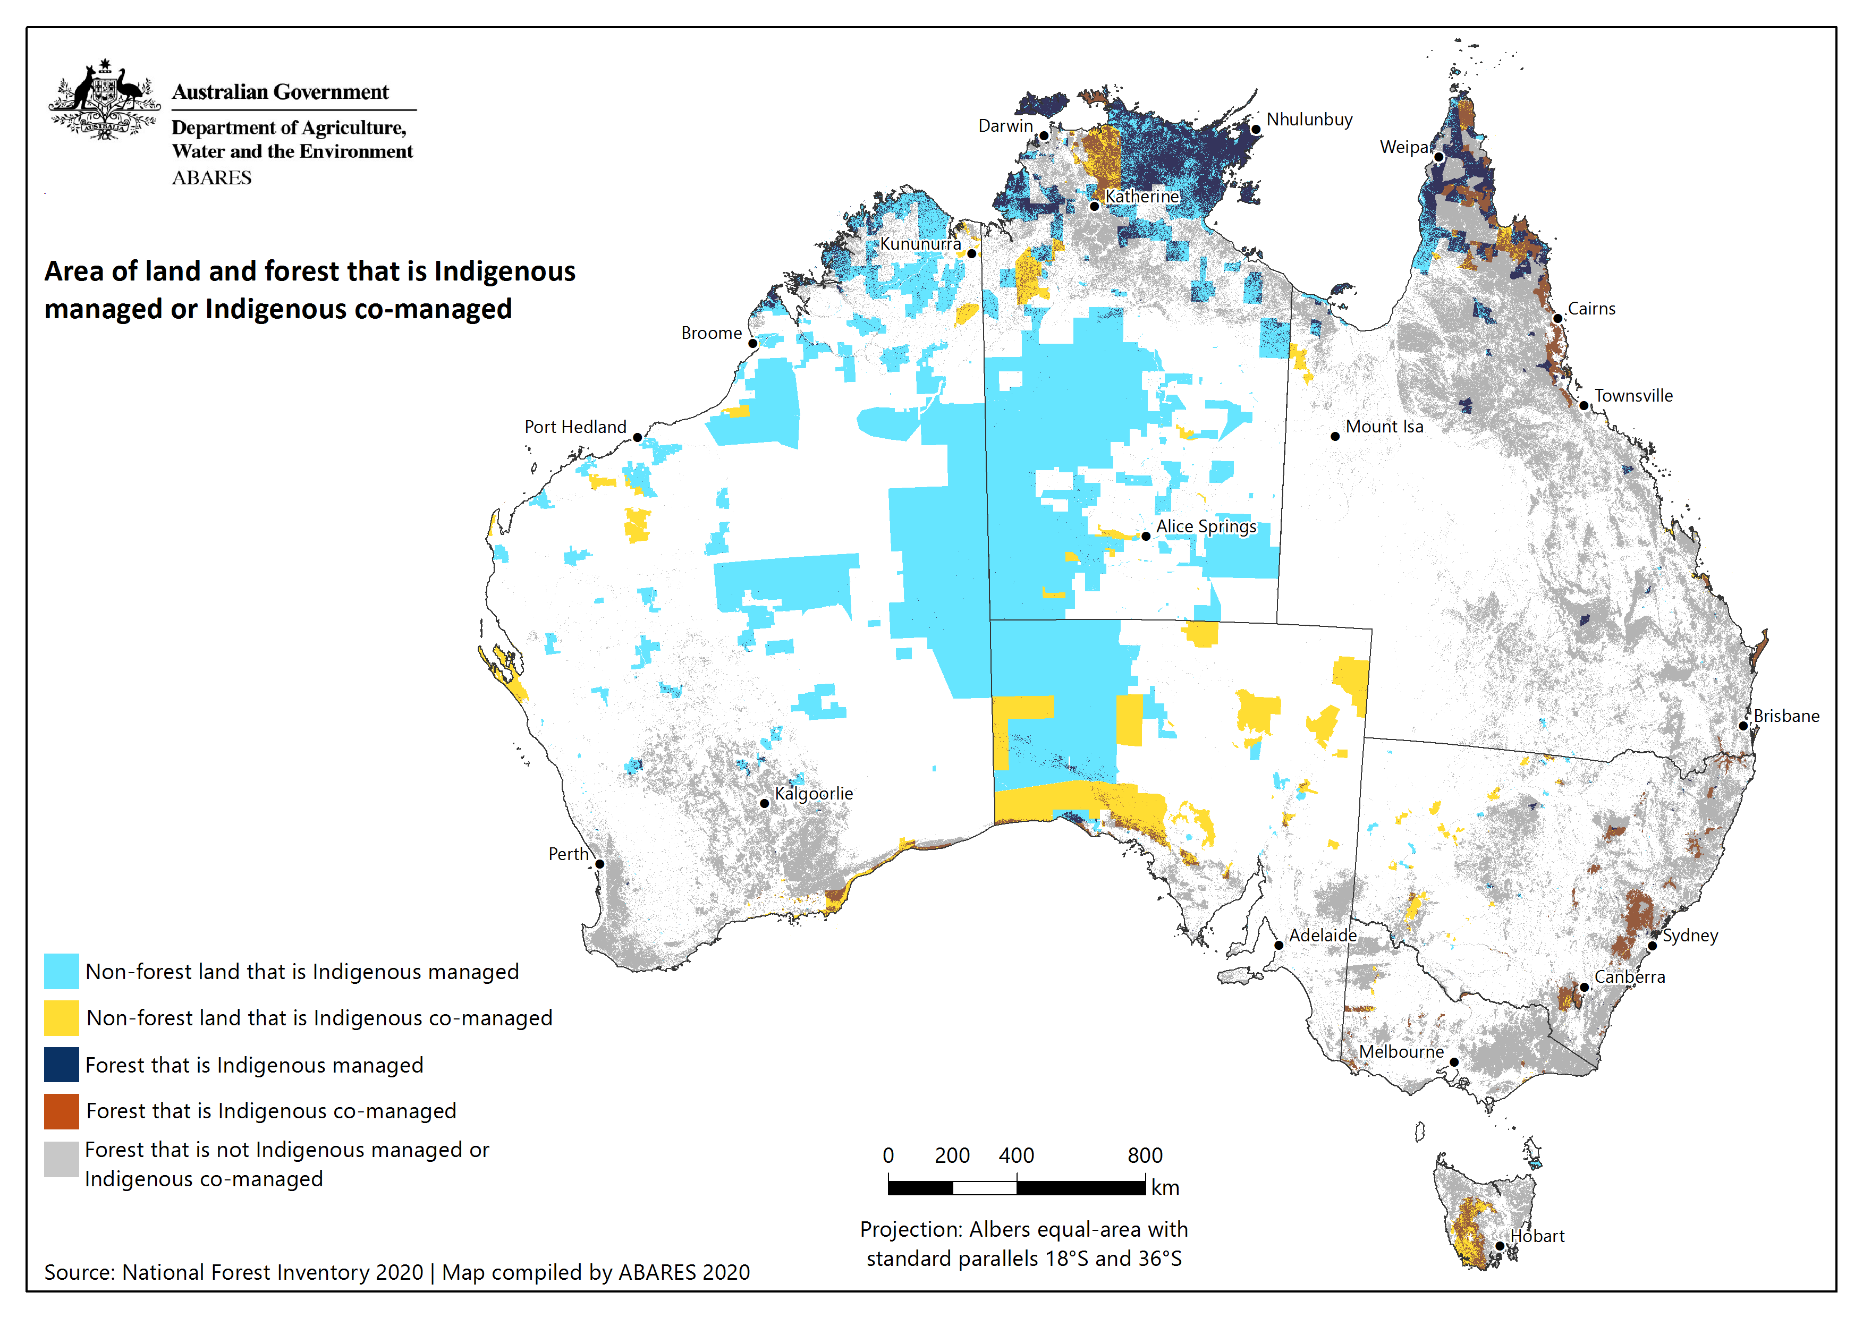 Australian Government
Department of Agriculture,
Water and the Environment
ABARES
AUSTRALIA
Area of land and forest that is Indigenous
managed or Indigenous co-managed
Darwin
Nhulunbuy
Weipa
Katherine
Kununurra
Cairns
Broome
Townsville
Port Hedland
Mount Isa
Alice Springs
Brisbane
Kalgoorlie
Perth
Adelaide
Sydney
Canberra
Melbourne
Hobart
Non-forest land that is Indigenous managed
Non-forest land that is Indigenous co-managed
Forest that is Indigenous managed
Forest that is Indigenous co-managed
Forest that is not Indigenous managed or
Indigenous co-managed
0 200 400 800
km
Projection: Albers equal-area with
standard parallels 18°S and 36°S
Source: National Forest Inventory 2020 | Map compiled by ABARES 2020